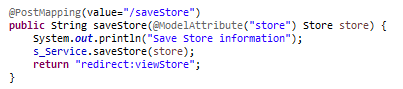 @PostMapping(value="/saveStore")
public String saveStore(@ModelAttribute("store") Store store) {
    System.out.println("Save Store information");
    s_Service.saveStore(store);
    return "redirect:viewStore";
}